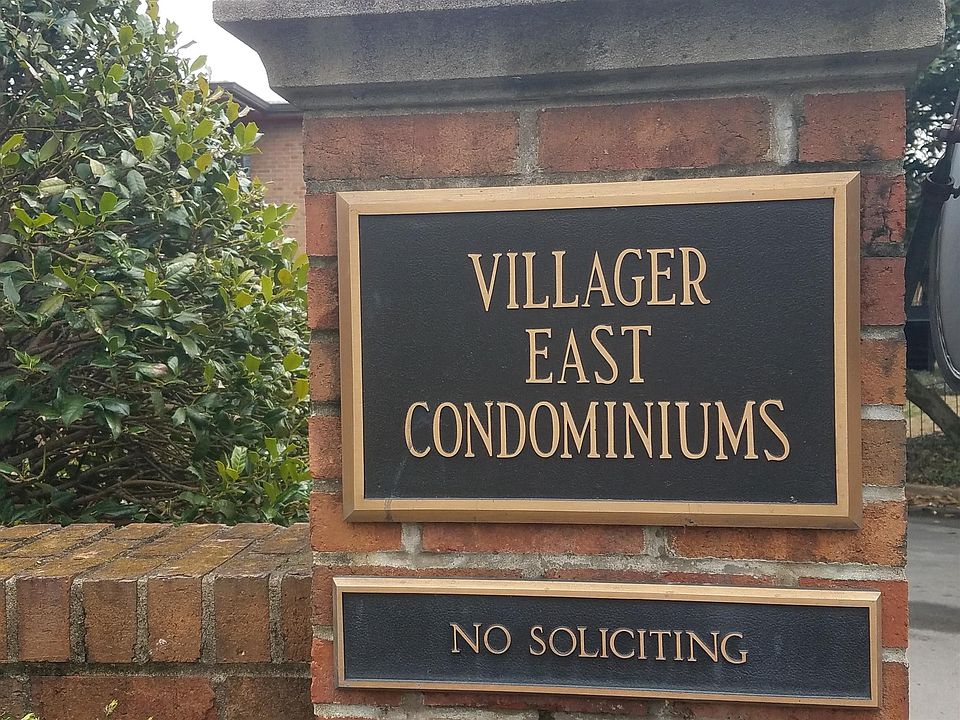 VILLAGER
EAST
CONDOMINIUMS
NO SOLICITING